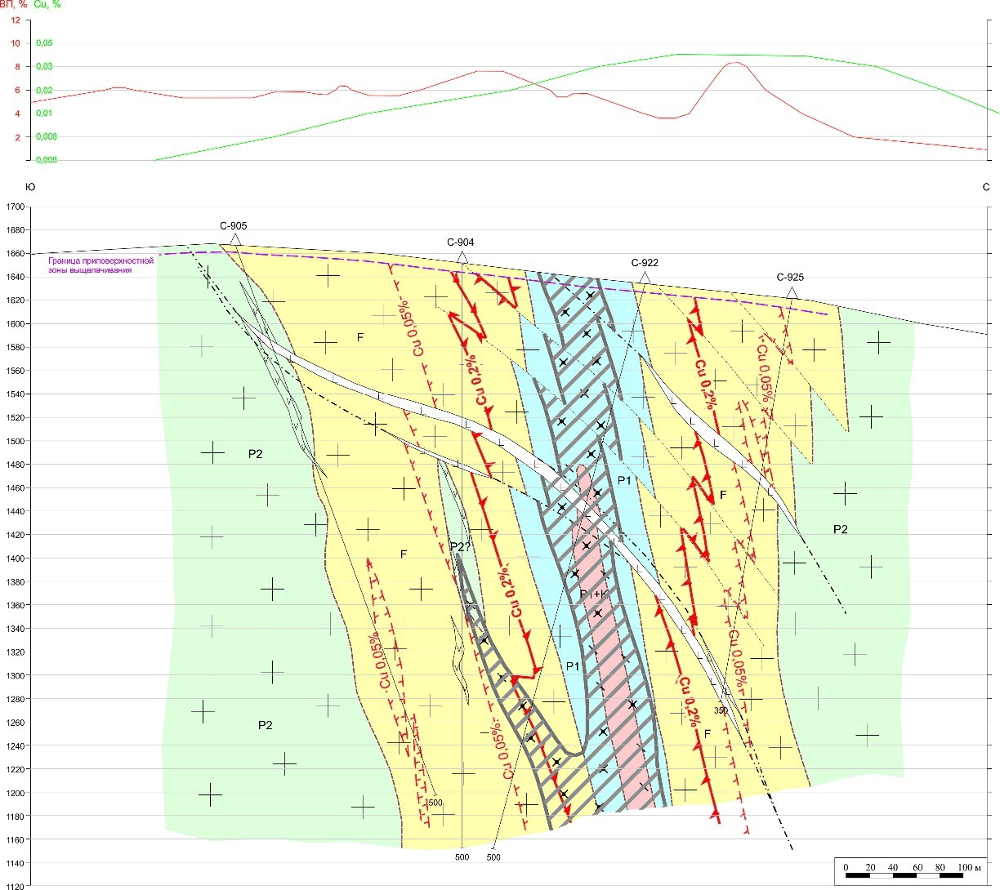 ВП, % Cu, %
12
10 0,05
8 0,03
6 0,02
4 0,01
2 0,008
0,006
Ю С
1700
1680
1660
1640
1620
1600
1580
1560
1540
1520
1500
1480
1460
1440
1420
1400
1380
1360
1340
1320
1300
1280
1260
1240
1220
1200
1180
1160
1140
1120
С-905
С-904
С-922
С-925
Граница приповерхностной
зоны выщелачивания
Cu 0,05%
Cu 0,2%
Cu 0,2%
Cu 0,05%
F
P2
P1
F
P2
P2?
F
Cu 0,2%
P1+K
Cu 0,05%
Cu 0,05%
P1
Cu 0,2%
350
P2
F
Cu 0,05%
500
500 500
0 20 40 60 80 100 м